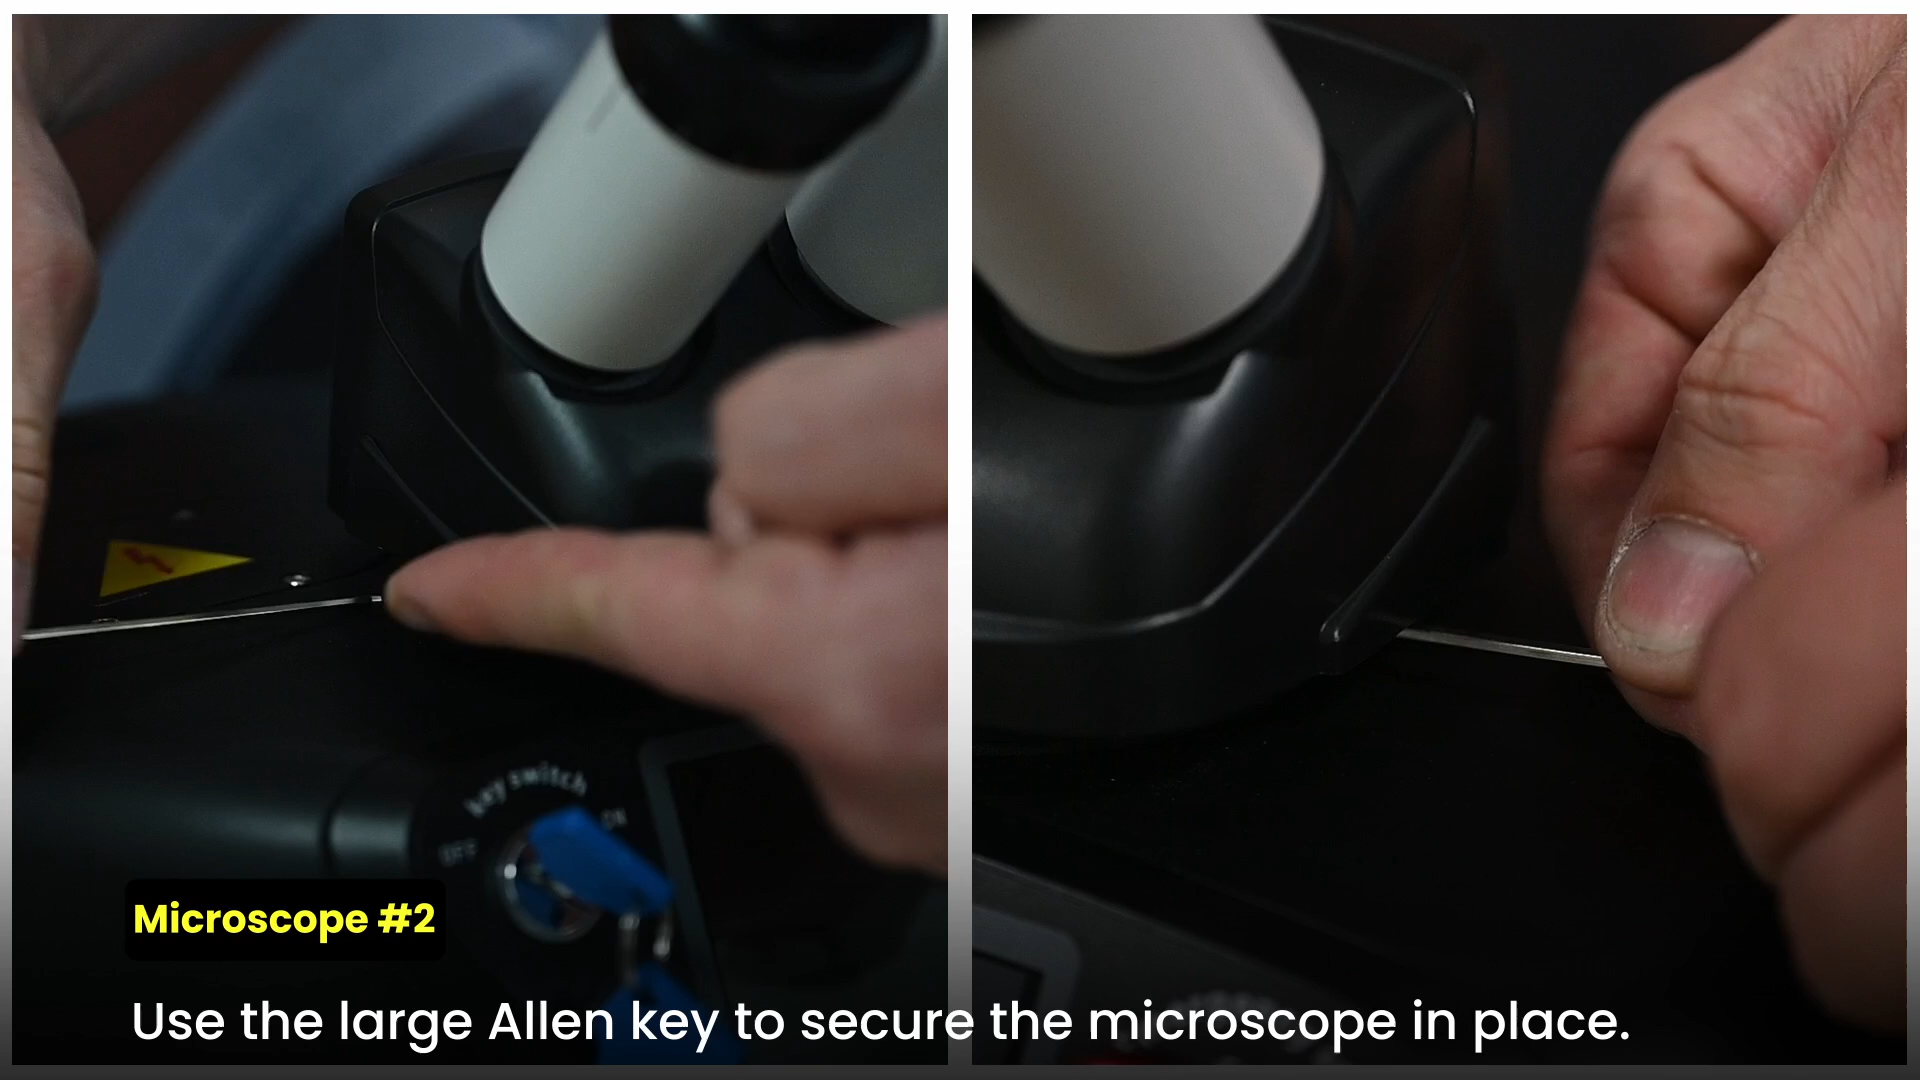 key switch
OFF
ON
Microscope #2
Use the large Allen key to secure the microscope in place.